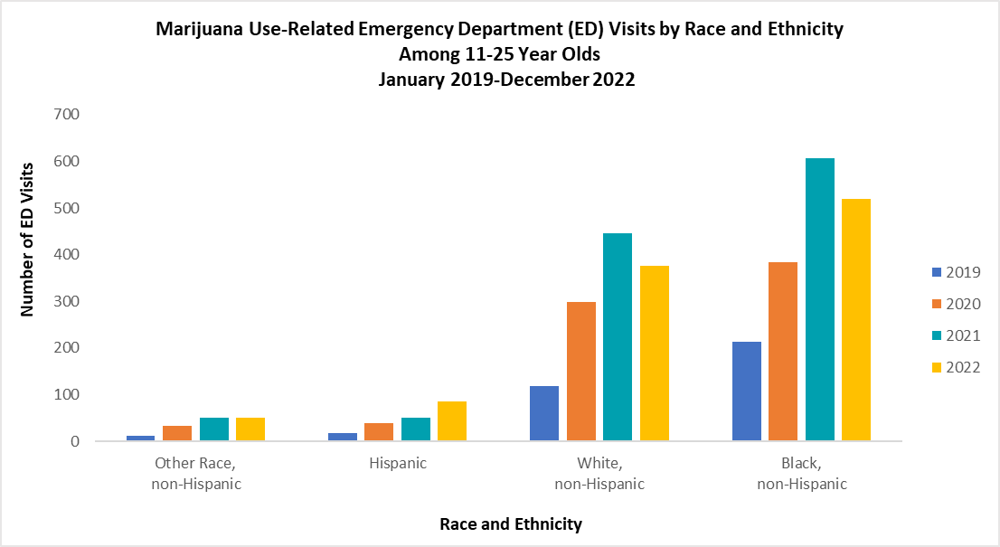 Marijuana Use-Related Emergency Department (ED) Visits by Race and Ethnicity
Among 11-25 Year Olds
January 2019-December 2022
Number of ED Visits
700
600
500
400
300
200
100
0
Other Race,
non-Hispanic
Hispanic
White,
non-Hispanic
Black,
non-Hispanic
Race and Ethnicity
2019
2020
2021
2022